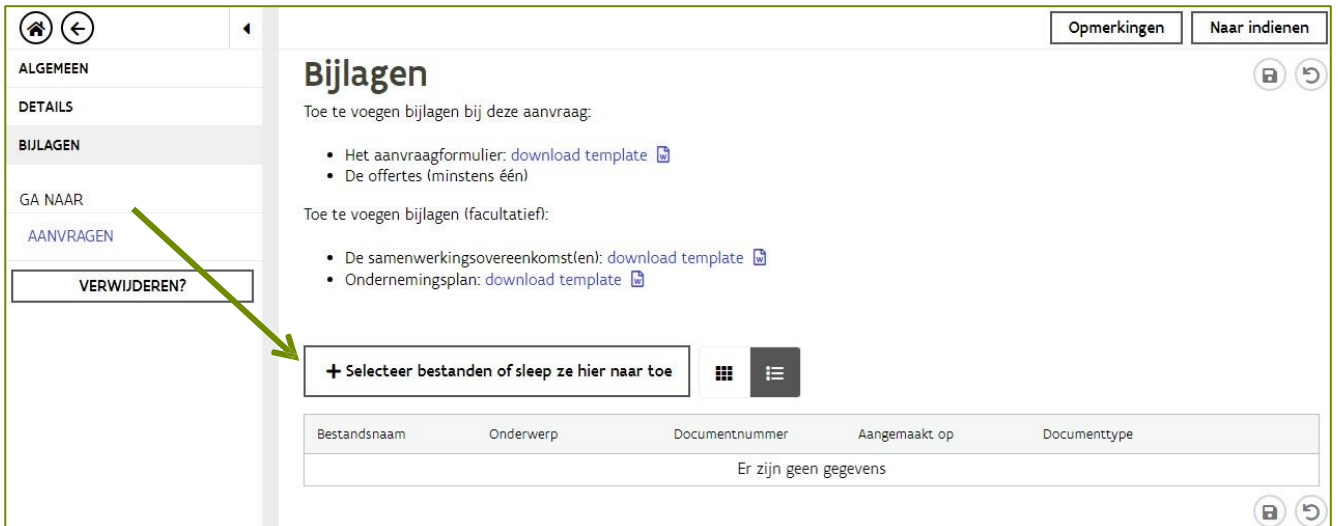 Opmerkingen
Naar indienen
ALGEMEEN
DETAILS
BIJLAGEN
GA NAAR
AANVRAGEN
VERWIJDEREN?
Bijlagen
Toe te voegen bijlagen bij deze aanvraag:
• Het aanvraagformulier: download template
• De offertes (minstens één)
Toe te voegen bijlagen (facultatief):
• De samenwerkingsovereenkomst(en): download template
• Ondernemingsplan: download template
+ Selecteer bestanden of sleep ze hier naar toe
Bestandsnaam Onderwerp Documentnummer Aangemaakt op Documenttype
Er zijn geen gegevens